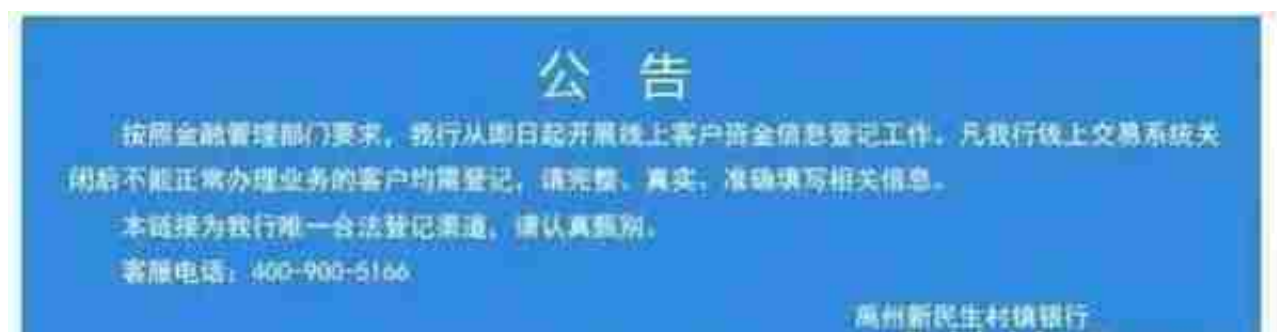 公 告
按照金融管理部门要求，我行从即日起开展线上客户资金信息登记工作。凡我行线上交易系统关
闭后不能正常办理业务的客户均需登记，请完整、真实、准确填写相关信息。
本链接为我行唯一合法登记渠道，请认真甄别。
客服电话：400-900-5166
禹州新民生村镇银行